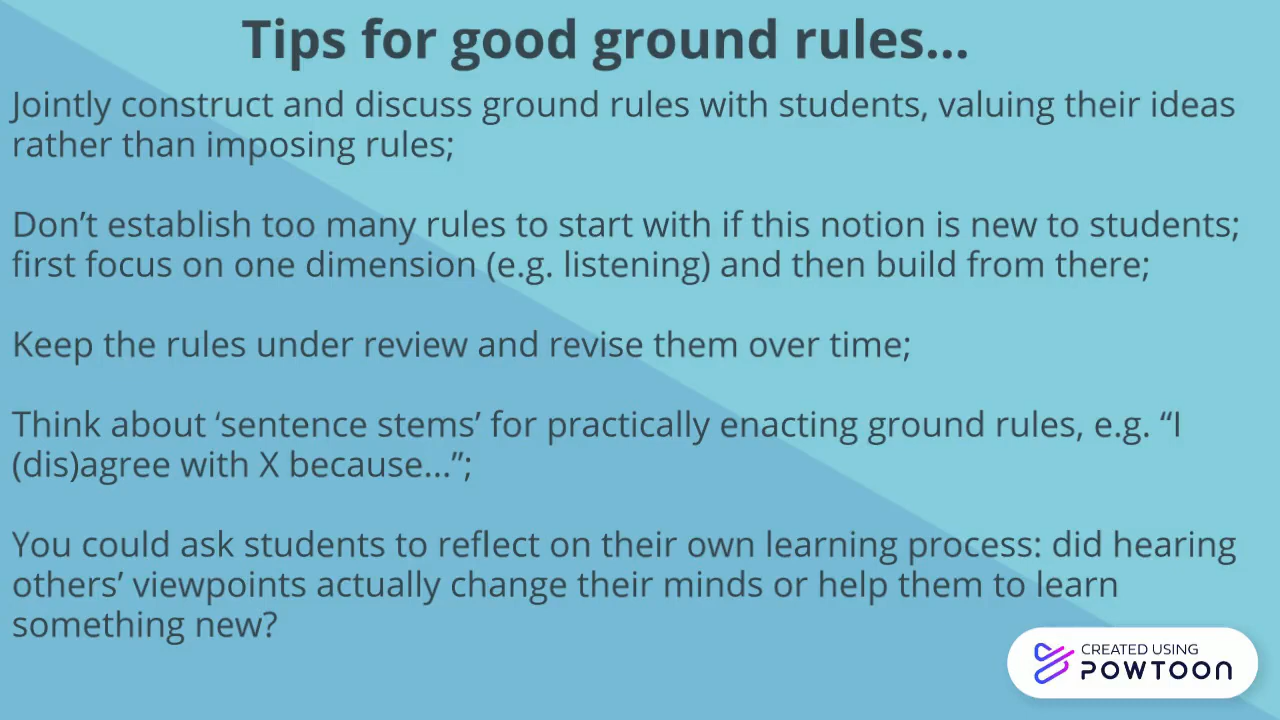 Tips for good ground rules...
Jointly construct and discuss ground rules with students, valuing their ideas
rather than imposing rules;
Don’t establish too many rules to start with if this notion is new to students;
first focus on one dimension (e.g. listening) and then build from there;
Keep the rules under review and revise them over time;
Think about ‘sentence stems’ for practically enacting ground rules, e.g. “I
(dis)agree with X because...”;
You could ask students to reflect on their own learning process: did hearing
others’ viewpoints actually change their minds or help them to learn
something new?
CREATED USING
POWTOON